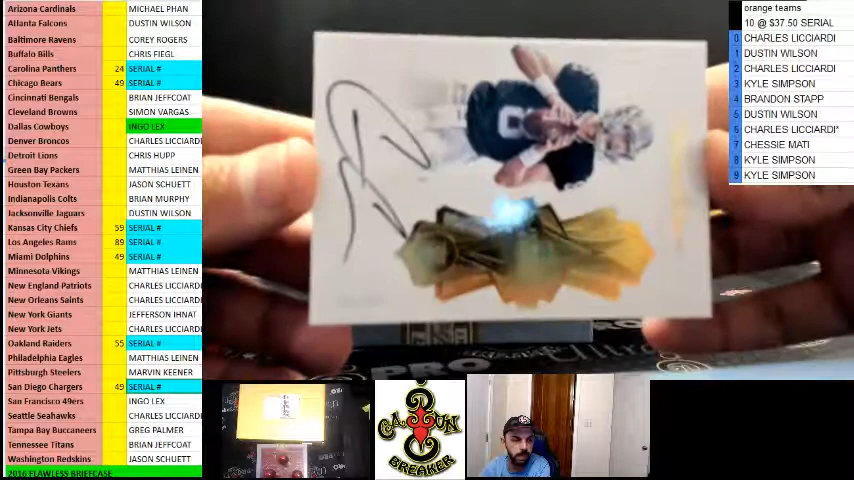 Arizona Cardinals MICHAEL PHAN
Atlanta Falcons DUSTIN WILSON
Baltimore Ravens COREY ROGERS
Buffalo Bills CHRIS FIEGL
Carolina Panthers 24 SERIAL #
Chicago Bears 49 SERIAL #
Cincinnati Bengals BRIAN JEFFCOAT
Cleveland Browns SIMON VARGAS
Dallas Cowboys INGO LEX
Denver Broncos CHARLES LICCIARDI
Detroit Lions CHRIS HUPP
Green Bay Packers MATTHIAS LEINEN
Houston Texans JASON SCHUETT
Indianapolis Colts BRIAN MURPHY
Jacksonville Jaguars DUSTIN WILSON
Kansas City Chiefs 59 SERIAL #
Los Angeles Rams 89 SERIAL #
Miami Dolphins 49 SERIAL #
Minnesota Vikings MATTHIAS LEINEN
New England Patriots CHARLES LICCIARDI
New Orleans Saints CHARLES LICCIARDI
New York Giants JEFFERSON IHNAT
New York Jets CHARLES LICCIARDI
Oakland Raiders 55 SERIAL #
Philadelphia Eagles MATTHIAS LEINEN
Pittsburgh Steelers MARVIN KEENER
San Diego Chargers 49 SERIAL #
San Francisco 49ers INGO LEX
Seattle Seahawks CHARLES LICCIARDI
Tampa Bay Buccaneers GREG PALMER
Tennessee Titans BRIAN JEFFCOAT
Washington Redskins JASON SCHUETT
2016 FLAWLESS BRIEFCASE
orange teams
10 @ $37.50 SERIAL
0 CHARLES LICCIARDI
1 DUSTIN WILSON
2 CHARLES LICCIARDI
3 KYLE SIMPSON
4 BRANDON STAPP
5 DUSTIN WILSON
6 CHARLES LICCIARDI*
7 CHESSIE MATI
8 KYLE SIMPSON
9 KYLE SIMPSON
PRO
CAJUN
BREAKER